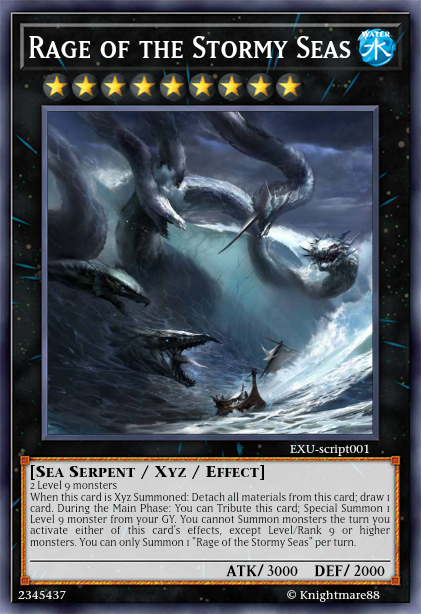 Rage of the Stormy Seas
WATER
水
EXU-script001
[Sea Serpent / Xyz / Effect]
2 Level 9 monsters
When this card is Xyz Summoned: Detach all materials from this card; draw 1
card. During the Main Phase: You can Tribute this card; Special Summon 1
Level 9 monster from your GY. You cannot Summon monsters the turn you
activate either of this card's effects, except Level/Rank 9 or higher
monsters. You can only Summon 1 "Rage of the Stormy Seas" per turn.
ATK/ 3000 DEF/ 2000
2345437 © Knightmare88